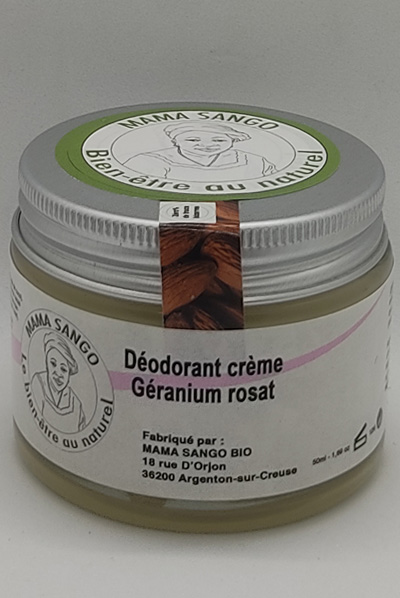 MAMA SANGO
Bien-être au naturel
MAMA SANGO
Le bien-être au naturel
Déodorant crème
Géranium rosat
Fabriqué par :
MAMA SANGO BIO
18 rue D'Orjon
36200 Argenton-sur-Creuse
50ml - 1,69 oz